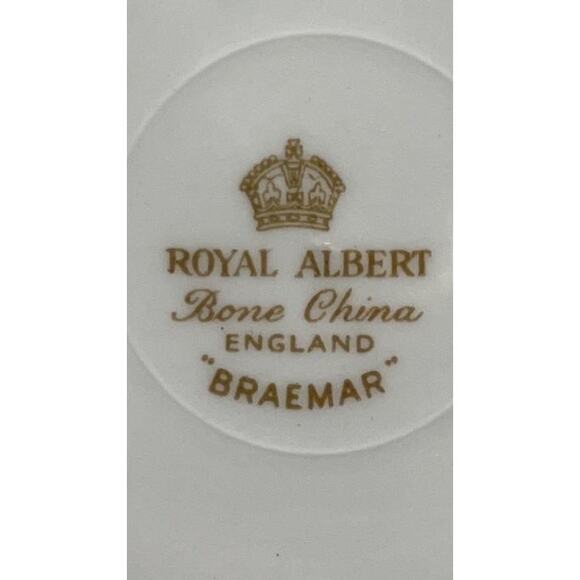 ROYAL ALBERT
Bone China
ENGLAND
"BRAEMAR"